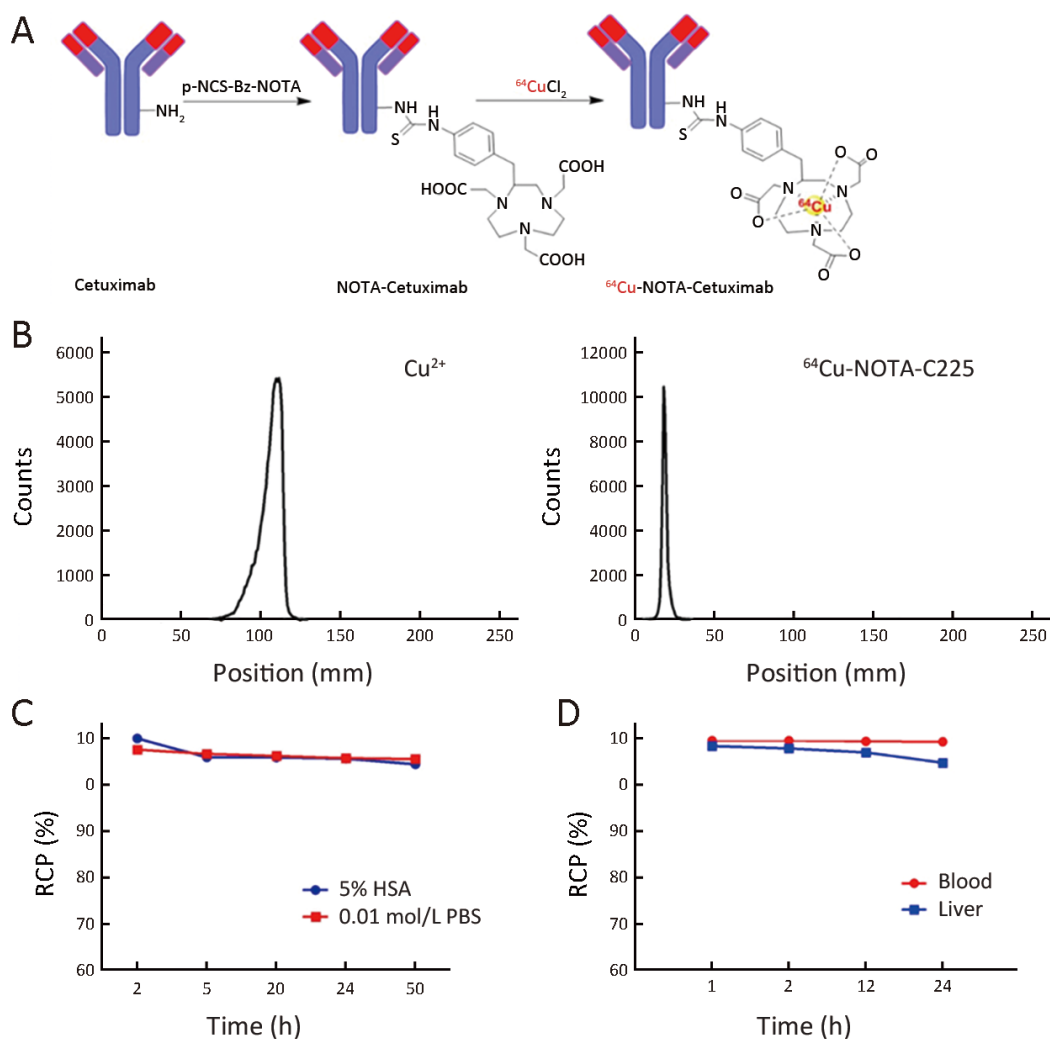 A
p-NCS-Bz-NOTA
⁶⁴CuCl₂
NH₂
NH
S
NH
COOH
HOOC
N
N
N
COOH
NH
S
NH
O
O
O
O
N
N
⁶⁴Cu
N
O
O
Cetuximab
NOTA-Cetuximab
⁶⁴Cu-NOTA-Cetuximab
B
Cu²⁺
6000
5000
4000
3000
2000
1000
0
Counts
0 50 100 150 200 250
Position (mm)
⁶⁴Cu-NOTA-C225
12000
10000
8000
6000
4000
2000
0
Counts
0 50 100 150 200 250
Position (mm)
C
10
0
90
80
70
60
RCP (%)
5% HSA
0.01 mol/L PBS
2 5 20 24 50
Time (h)
D
10
0
90
80
70
60
RCP (%)
Blood
Liver
1 2 12 24
Time (h)